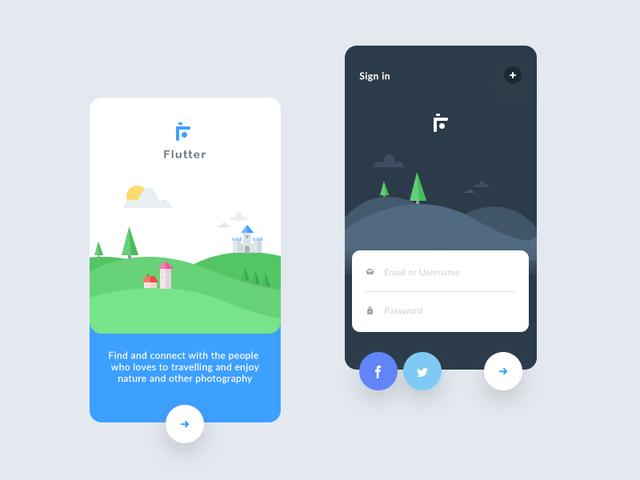 Flutter
Find and connect with the people
who loves to travelling and enjoy
nature and other photography
Sign in
Email or Username
Password